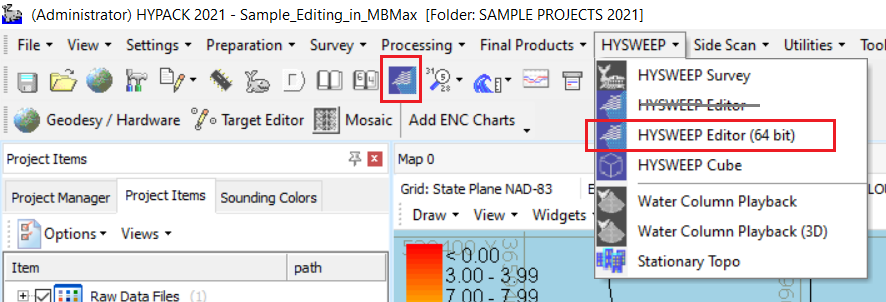 (Administrator) HYPACK 2021 - Sample_Editing_in_MBMax [Folder: SAMPLE PROJECTS 2021]
File View Settings Preparation Survey Processing Final Products HYSWEEP Side Scan Utilities Tool
Geodesy / Hardware Target Editor Mosaic Add ENC Charts
HYSWEEP Survey
HYSWEEP Editor
HYSWEEP Editor (64 bit)
HYSWEEP Cube
Water Column Playback
Water Column Playback (3D)
Stationary Topo
Project Items
Project Manager Project Items Sounding Colors
Options Views
Item path
Raw Data Files (1)
Map 0
Grid: State Plane NAD-83
Draw View Widgets
< 0.00
3.00 - 3.99
7.00 - 7.99